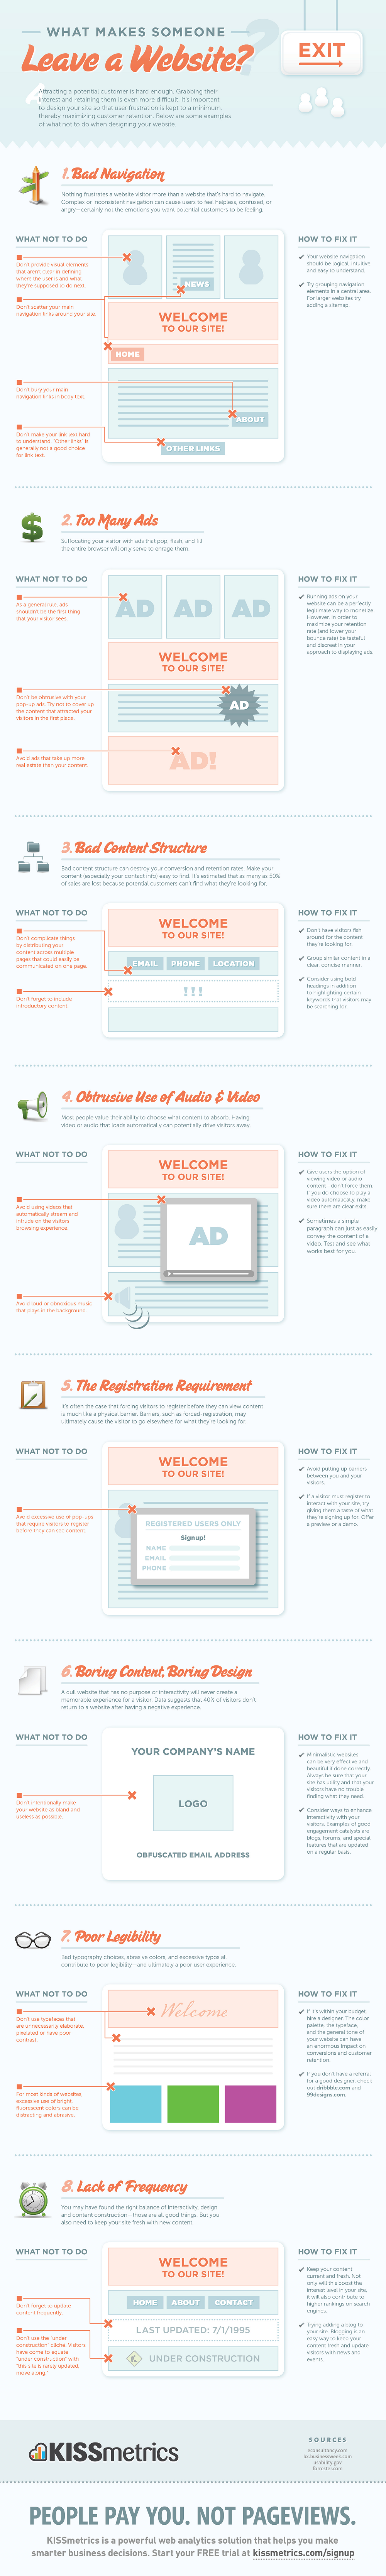 WHAT MAKES SOMEONE
Leave a Website?
EXIT
Attracting a potential customer is hard enough. Grabbing their
interest and retaining them is even more difficult. It's important
to design your site so that user frustration is kept to a minimum,
thereby maximizing customer retention. Below are some examples
of what not to do when designing your website.
1. Bad Navigation
Nothing frustrates a website visitor more than a website that's hard to navigate.
Complex or inconsistent navigation can cause users to feel helpless, confused, or
angry—certainly not the emotions you want potential customers to be feeling.
WHAT NOT TO DO
Don't provide visual elements
that aren't clear in defining
where the user is and what
they're supposed to do next.
Don't scatter your main
navigation links around your site.
Don't bury your main
navigation links in body text.
Don't make your link text hard
to understand. "Other links" is
generally not a good choice
for link text.
NEWS
WELCOME
TO OUR SITE!
HOME
ABOUT
OTHER LINKS
HOW TO FIX IT
Your website navigation
should be logical, intuitive
and easy to understand.
Try grouping navigation
elements in a central area.
For larger websites try
adding a sitemap.
2. Too Many Ads
Suffocating your visitor with ads that pop, flash, and fill
the entire browser will only serve to enrage them.
WHAT NOT TO DO
As a general rule, ads
shouldn't be the first thing
that your visitor sees.
Don't be obtrusive with your
pop-up ads. Try not to cover up
the content that attracted your
visitors in the first place.
Avoid ads that take up more
real estate than your content.
AD AD AD
WELCOME
TO OUR SITE!
AD
AD!
HOW TO FIX IT
Running ads on your
website can be a perfectly
legitimate way to monetize.
However, in order to
maximize your retention
rate (and lower your
bounce rate) be tasteful
and discreet in your
approach to displaying ads.
3. Bad Content Structure
Bad content structure can destroy your conversion and retention rates. Make your
content (especially your contact info) easy to find. It's estimated that as many as 50%
of sales are lost because potential customers can't find what they're looking for.
WHAT NOT TO DO
Don't complicate things
by distributing your
content across multiple
pages that could easily be
communicated on one page.
Don't forget to include
introductory content.
WELCOME
TO OUR SITE!
EMAIL PHONE LOCATION
!!!
HOW TO FIX IT
Don't have visitors fish
around for the content
they're looking for.
Group similar content in a
clear, concise manner.
Consider using bold
headings in addition
to highlighting certain
keywords that visitors may
be searching for.
4. Obtrusive Use of Audio & Video
Most people value their ability to choose what content to absorb. Having
video or audio that loads automatically can potentially drive visitors away.
WHAT NOT TO DO
Avoid using videos that
automatically stream and
intrude on the visitors
browsing experience.
Avoid loud or obnoxious music
that plays in the background.
WELCOME
TO OUR SITE!
AD
HOW TO FIX IT
Give users the option of
viewing video or audio
content—don't force them.
If you do choose to play a
video automatically, make
sure there are clear exits.
Sometimes a simple
paragraph can just as easily
convey the content of a
video. Test and see what
works best for you.
5. The Registration Requirement
It's often the case that forcing visitors to register before they can view content
is much like a physical barrier. Barriers, such as forced-registration, may
ultimately cause the visitor to go elsewhere for what they're looking for.
WHAT NOT TO DO
Avoid excessive use of pop-ups
that require visitors to register
before they can see content.
WELCOME
TO OUR SITE!
REGISTERED USERS ONLY
Signup!
NAME
EMAIL
PHONE
HOW TO FIX IT
Avoid putting up barriers
between you and your
visitors.
If a visitor must register to
interact with your site, try
giving them a taste of what
they're signing up for. Offer
a preview or a demo.
6. Boring Content, Boring Design
A dull website that has no purpose or interactivity will never create a
memorable experience for a visitor. Data suggests that 40% of visitors don't
return to a website after having a negative experience.
WHAT NOT TO DO
Don't intentionally make
your website as bland and
useless as possible.
YOUR COMPANY'S NAME
LOGO
OBFUSCATED EMAIL ADDRESS
HOW TO FIX IT
Minimalistic websites
can be very effective and
beautiful if done correctly.
Always be sure that your
site has utility and that your
visitors have no trouble
finding what they need.
Consider ways to enhance
interactivity with your
visitors. Examples of good
engagement catalysts are
blogs, forums, and special
features that are updated
on a regular basis.
7. Poor Legibility
Bad typography choices, abrasive colors, and excessive typos all
contribute to poor legibility—and ultimately a poor user experience.
WHAT NOT TO DO
Don't use typefaces that
are unnecessarily elaborate,
pixelated or have poor
contrast.
For most kinds of websites,
excessive use of bright,
fluorescent colors can be
distracting and abrasive.
Welcome
HOW TO FIX IT
If it's within your budget,
hire a designer. The color
palette, the typeface,
and the general tone of
your website can have
an enormous impact on
conversions and customer
retention.
If you don't have a referral
for a good designer, check
out dribbble.com and
99designs.com.
8. Lack of Frequency
You may have found the right balance of interactivity, design
and content construction—those are all good things. But you
also need to keep your site fresh with new content.
WHAT NOT TO DO
Don't forget to update
content frequently.
Don't use the "under
construction" cliché. Visitors
have come to equate
"under construction" with
"this site is rarely updated,
move along."
WELCOME
TO OUR SITE!
HOME ABOUT CONTACT
LAST UPDATED: 7/1/1995
UNDER CONSTRUCTION
HOW TO FIX IT
Keep your content
current and fresh. Not
only will this boost the
interest level in your site,
it will also contribute to
higher rankings on search
engines.
Trying adding a blog to
your site. Blogging is an
easy way to keep your
content fresh and update
visitors with news and
events.
KISSmetrics
SOURCES
econsultancy.com
bx.businessweek.com
usability.gov
forrester.com
PEOPLE PAY YOU. NOT PAGEVIEWS.
KISSmetrics is a powerful web analytics solution that helps you make
smarter business decisions. Start your FREE trial at kissmetrics.com/signup